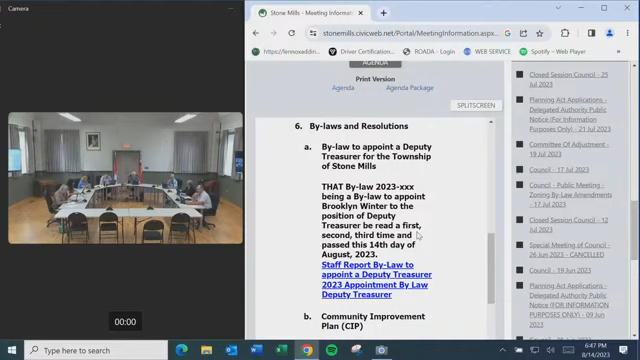 Camera
Stone Mills - Meeting Informati
stonemills.civicweb.net/Portal/MeetingInformation.aspx
https://lennoxaddin...
Driver Certification...
ROADA - Login
WEB SERVICE
Spotify – Web Player
AGENDA
Print Version
Agenda
Agenda Package
SPLITSCREEN
6. By-laws and Resolutions
a. By-law to appoint a Deputy
Treasurer for the Township
of Stone Mills
THAT By-law 2023-xxx
being a By-law to appoint
Brooklyn Winter to the
position of Deputy
Treasurer be read a first,
second, third time and
passed this 14th day of
August, 2023.
Staff Report By-Law to
appoint a Deputy Treasurer
2023 Appointment By Law
Deputy Treasurer
b. Community Improvement
Plan (CIP)
Closed Session Council - 25
Jul 2023
Planning Act Applications -
Delegated Authority Public
Notice (For Information
Purposes Only) - 21 Jul 2023
Committee Of Adjustment -
19 Jul 2023
Council - 17 Jul 2023
Council - Public Meeting -
Zoning By-Law Amendments
- 17 Jul 2023
Closed Session Council - 12
Jul 2023
Special Meeting of Council -
26 Jun 2023 - CANCELLED
Council - 19 Jun 2023
Planning Act Applications -
Delegated Authority Public
Notice (FOR INFORMATION
PURPOSES ONLY) - 09 Jun
2023
00:00
Type here to search
6:47 PM
8/14/2023